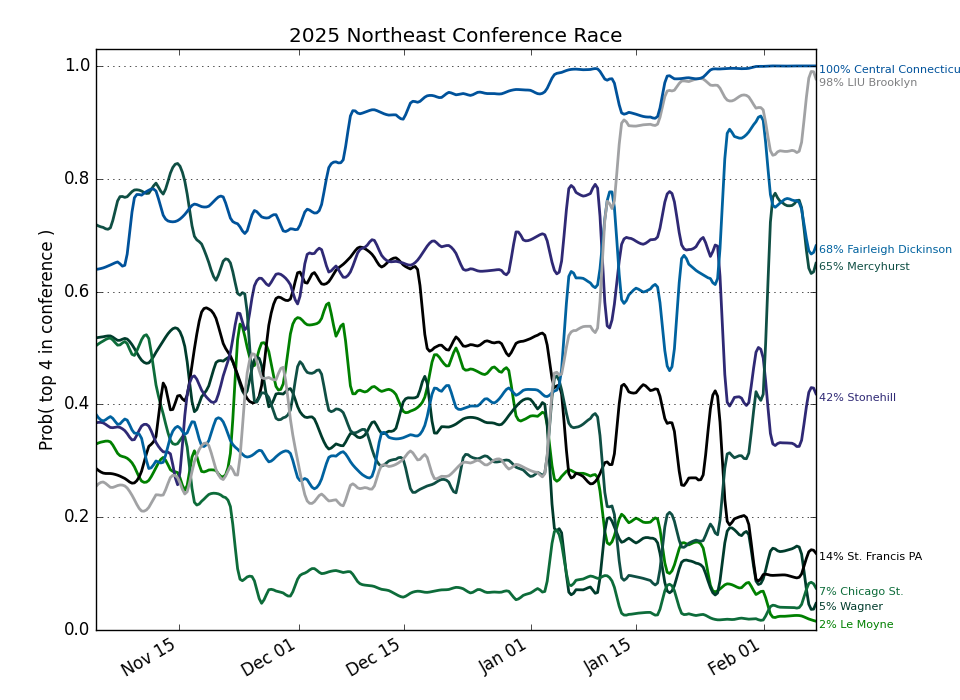 2025 Northeast Conference Race
Prob( top 4 in conference )
1.0
0.8
0.6
0.4
0.2
0.0
Nov 15
Dec 01
Dec 15
Jan 01
Jan 15
Feb 01
100% Central Connecticu
98% LIU Brooklyn
68% Fairleigh Dickinson
65% Mercyhurst
42% Stonehill
14% St. Francis PA
7% Chicago St.
5% Wagner
2% Le Moyne